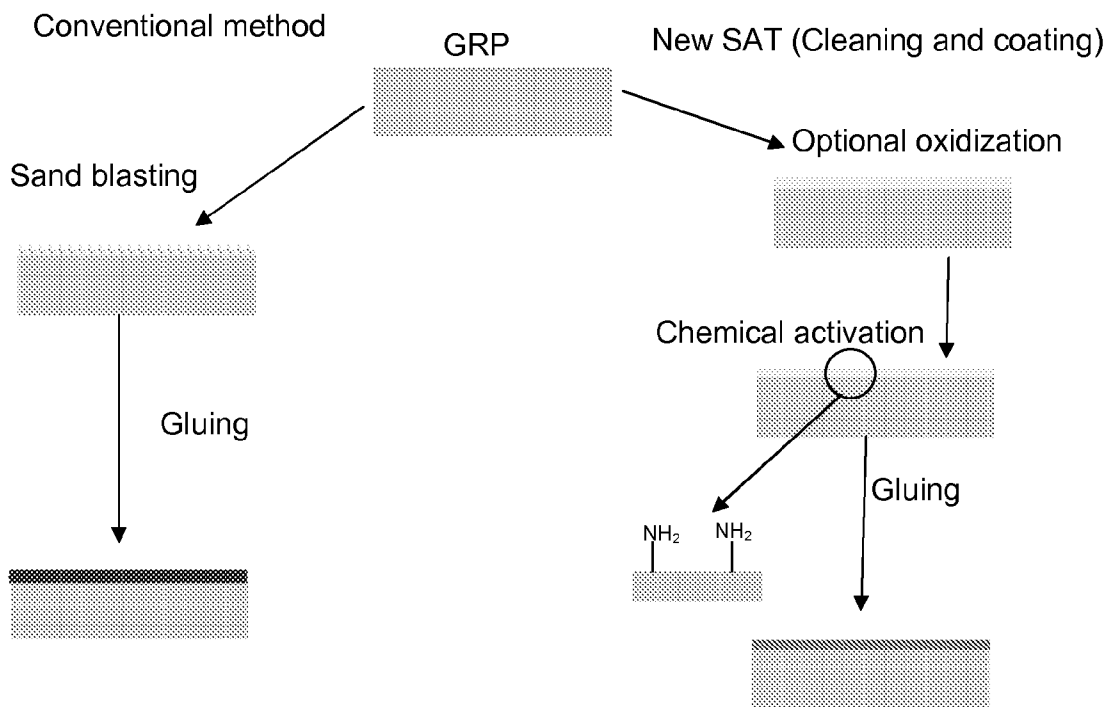 Conventional method
GRP
New SAT (Cleaning and coating)
Sand blasting
Optional oxidization
Chemical activation
Gluing
Gluing
NH₂ NH₂